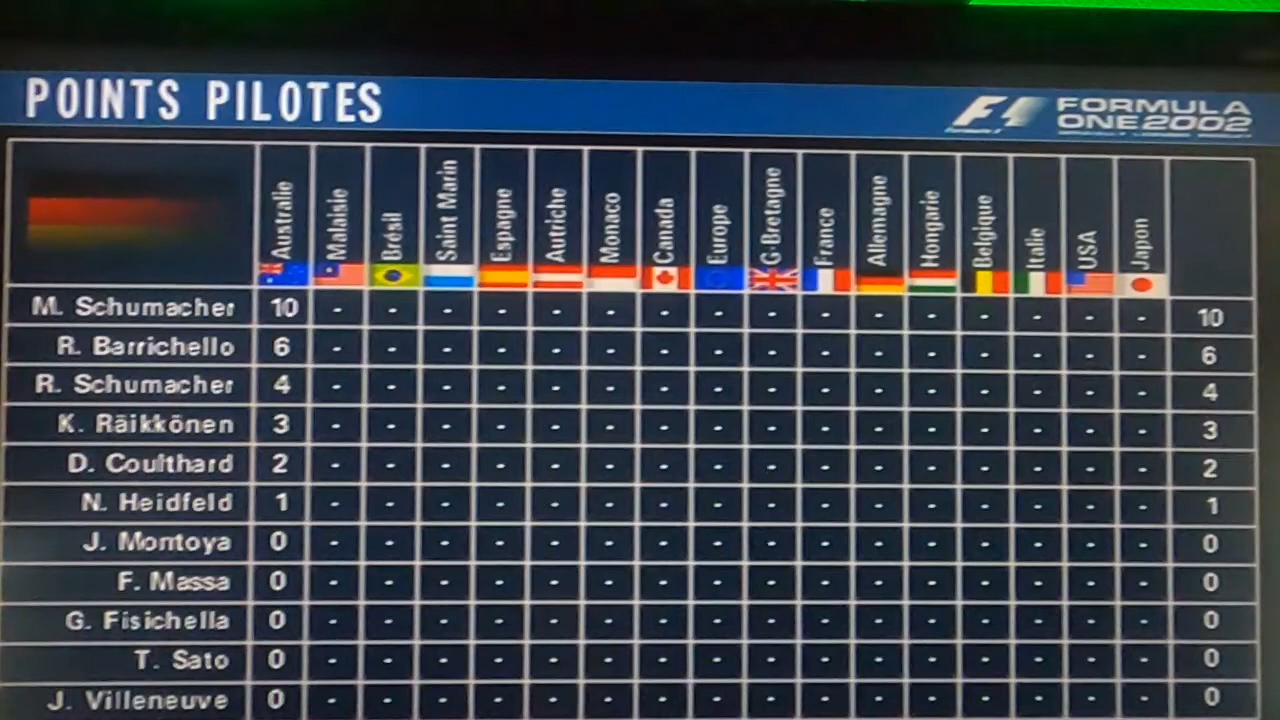 POINTS PILOTES
FORMULA
ONE 2002
F1
Australie Malaisie Brésil Saint Marin Espagne Autriche Monaco Canada Europe G-Bretagne France Allemagne Hongarie Belgique Italie USA Japon
M. Schumacher 10 - - - - - - - - - - - - - - - - 10
R. Barrichello 6 - - - - - - - - - - - - - - - - 6
R. Schumacher 4 - - - - - - - - - - - - - - - - 4
K. Räikkönen 3 - - - - - - - - - - - - - - - - 3
D. Coulthard 2 - - - - - - - - - - - - - - - - 2
N. Heidfeld 1 - - - - - - - - - - - - - - - - 1
J. Montoya 0 - - - - - - - - - - - - - - - - 0
F. Massa 0 - - - - - - - - - - - - - - - - 0
G. Fisichella 0 - - - - - - - - - - - - - - - - 0
T. Sato 0 - - - - - - - - - - - - - - - - 0
J. Villeneuve 0 - - - - - - - - - - - - - - - - 0